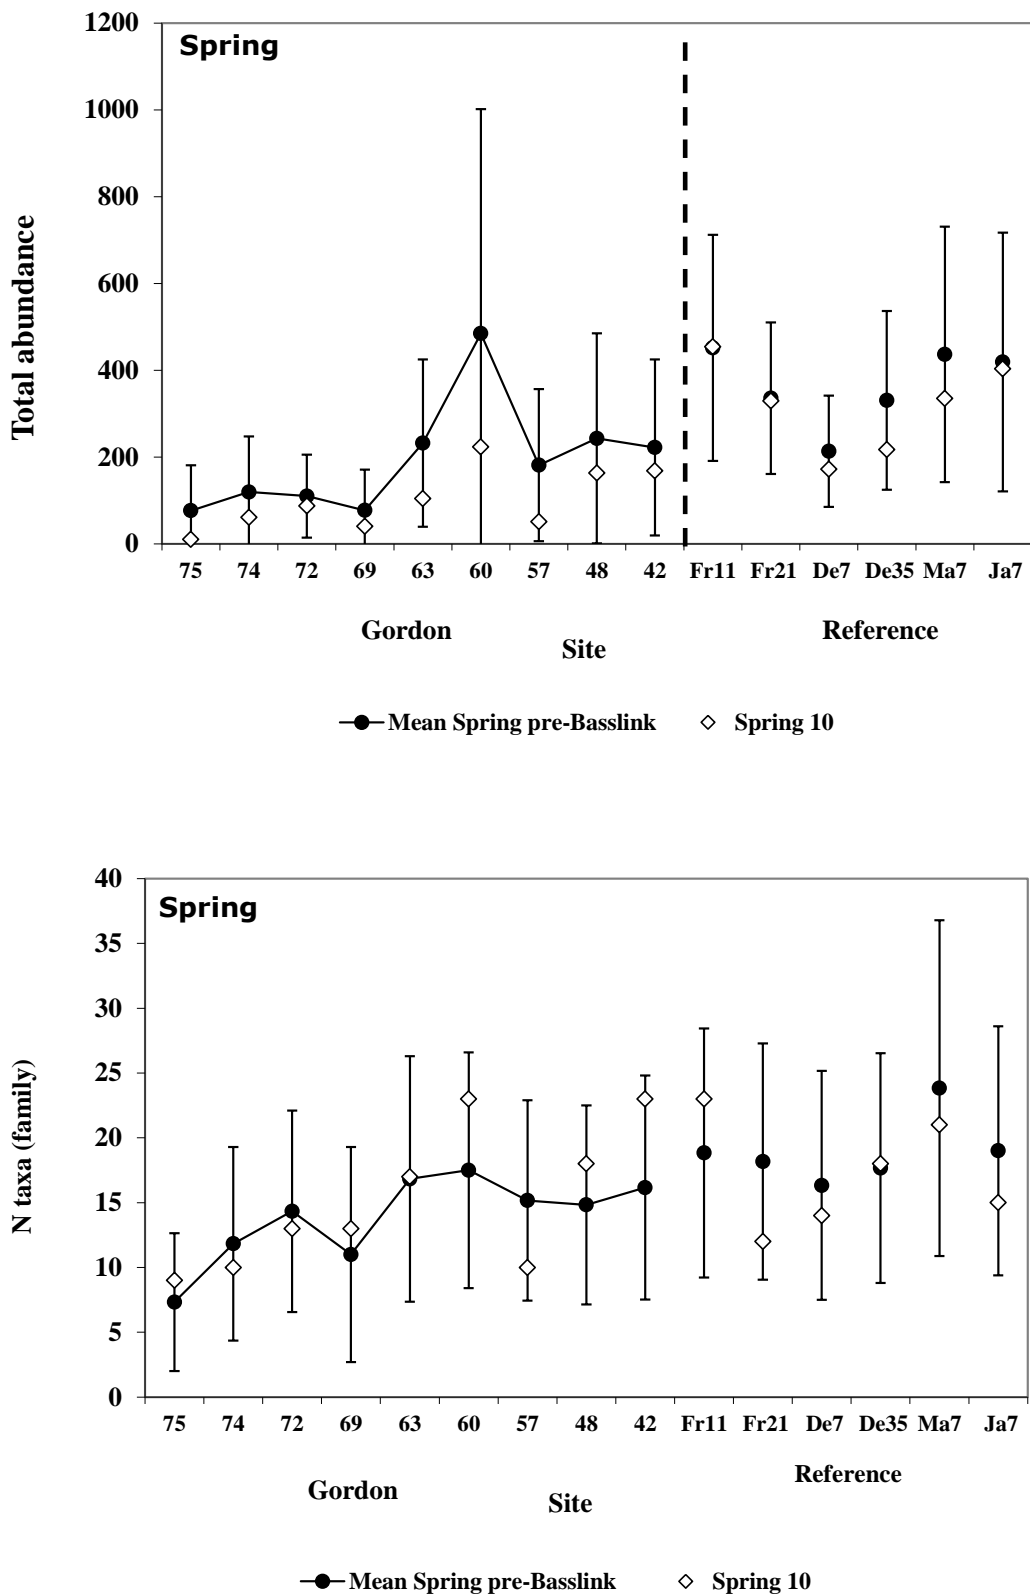 1200
Spring
1000
800
600
400
200
0
Total abundance
75 74 72 69 63 60 57 48 42 Fr11 Fr21 De7 De35 Ma7 Ja7
Gordon Reference
Site
Mean Spring pre-Basslink Spring 10
40
Spring
35
30
25
20
15
10
5
0
N taxa (family)
75 74 72 69 63 60 57 48 42 Fr11 Fr21 De7 De35 Ma7 Ja7
Reference
Gordon
Site
Mean Spring pre-Basslink Spring 10